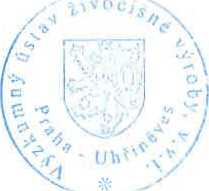 Výzkumný ústav živočišné výroby, v.v.i.
Praha - Uhříněves